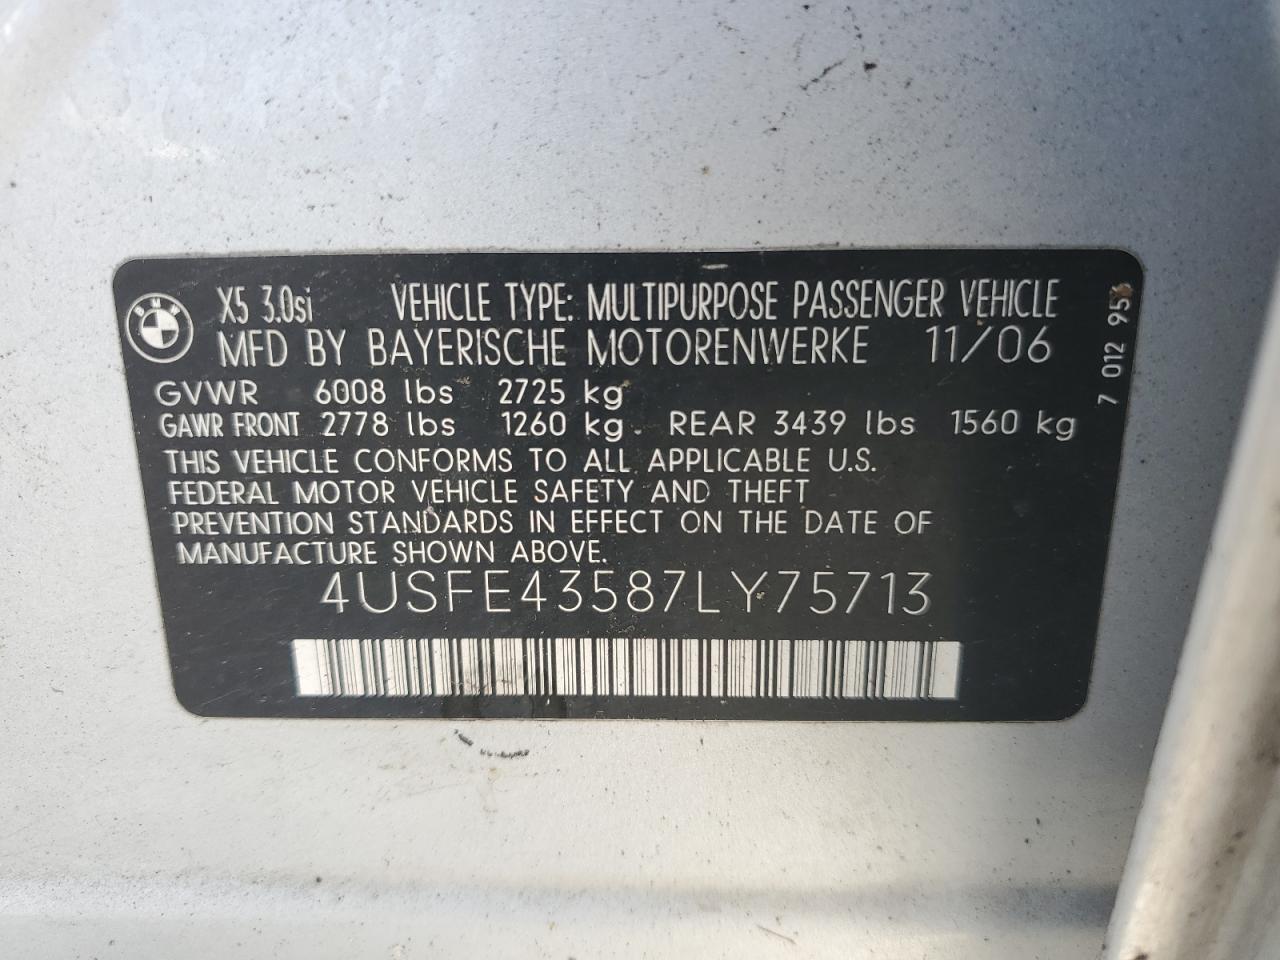 BMW
X5 3.0si VEHICLE TYPE: MULTIPURPOSE PASSENGER VEHICLE
MFD BY BAYERISCHE MOTORENWERKE 11/06
GVWR 6008 lbs 2725 kg
GAWR FRONT 2778 lbs 1260 kg. REAR 3439 lbs 1560 kg
THIS VEHICLE CONFORMS TO ALL APPLICABLE U.S.
FEDERAL MOTOR VEHICLE SAFETY AND THEFT
PREVENTION STANDARDS IN EFFECT ON THE DATE OF
MANUFACTURE SHOWN ABOVE.
4USFE43587LY75713
7 012 953